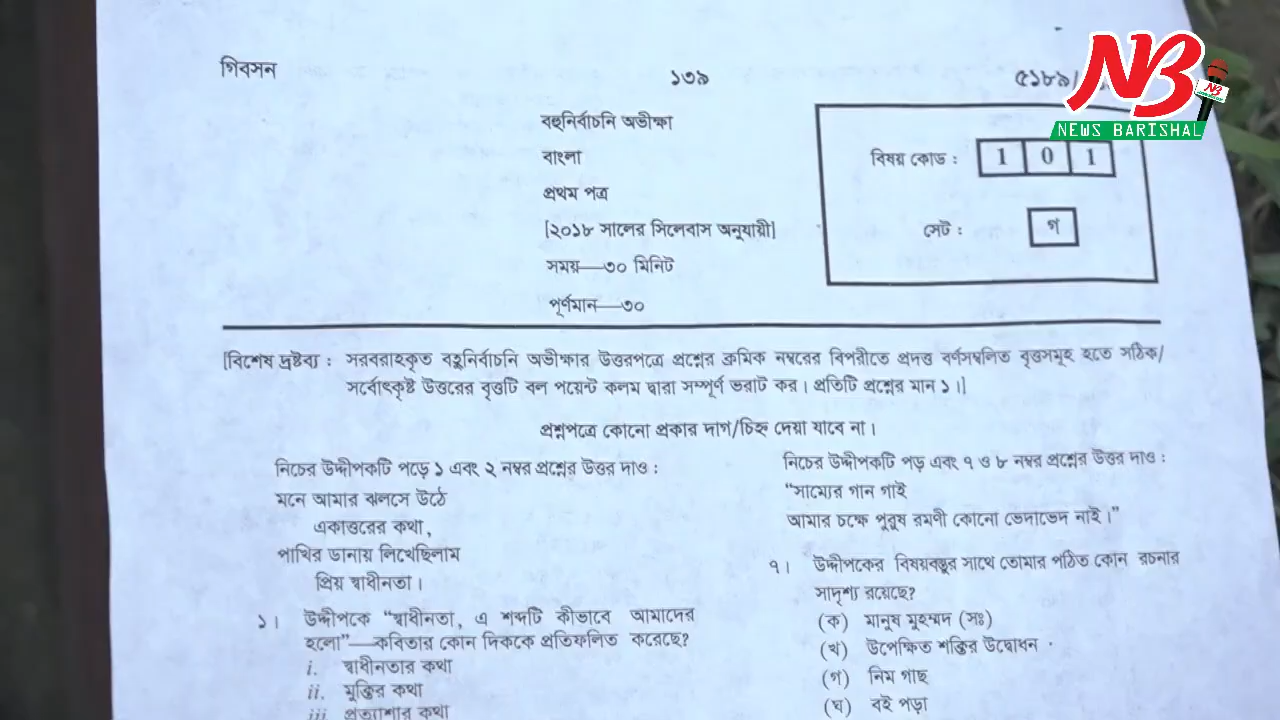 গিবসন
১৩৯
৫১৮৯/
NB
NEWS BARISHAL
বহুনির্বাচনি অভীক্ষা
বাংলা
প্রথম পত্র
[২০১৮ সালের সিলেবাস অনুযায়ী]
সময়—৩০ মিনিট
পূর্ণমান—৩০
বিষয় কোড : 1 0 1
সেট : গ
[বিশেষ দ্রষ্টব্য : সরবরাহকৃত বহুনির্বাচনি অভীক্ষার উত্তরপত্রে প্রশ্নের ক্রমিক নম্বরের বিপরীতে প্রদত্ত বর্ণসম্বলিত বৃত্তসমূহ হতে সঠিক/
সর্বোৎকৃষ্ট উত্তরের বৃত্তটি বল পয়েন্ট কলম দ্বারা সম্পূর্ণ ভরাট কর। প্রতিটি প্রশ্নের মান ১।]
প্রশ্নপত্রে কোনো প্রকার দাগ/চিহ্ন দেয়া যাবে না।
নিচের উদ্দীপকটি পড়ে ১ এবং ২ নম্বর প্রশ্নের উত্তর দাও :
মনে আমার ঝলসে উঠে
একাত্তরের কথা,
পাখির ডানায় লিখেছিলাম
প্রিয় স্বাধীনতা।
১। উদ্দীপকে “স্বাধীনতা, এ শব্দটি কীভাবে আমাদের
হলো”—কবিতার কোন দিককে প্রতিফলিত করেছে?
i. স্বাধীনতার কথা
ii. মুক্তির কথা
iii প্রত্যাশার কথা
নিচের উদ্দীপকটি পড় এবং ৭ ও ৮ নম্বর প্রশ্নের উত্তর দাও :
“সাম্যের গান গাই
আমার চক্ষে পুরুষ রমণী কোনো ভেদাভেদ নাই।”
৭। উদ্দীপকের বিষয়বস্তুর সাথে তোমার পঠিত কোন রচনার
সাদৃশ্য রয়েছে?
(ক) মানুষ মুহম্মদ (সঃ)
(খ) উপেক্ষিত শক্তির উদ্বোধন
(গ) নিম গাছ
(ঘ) বই পড়া